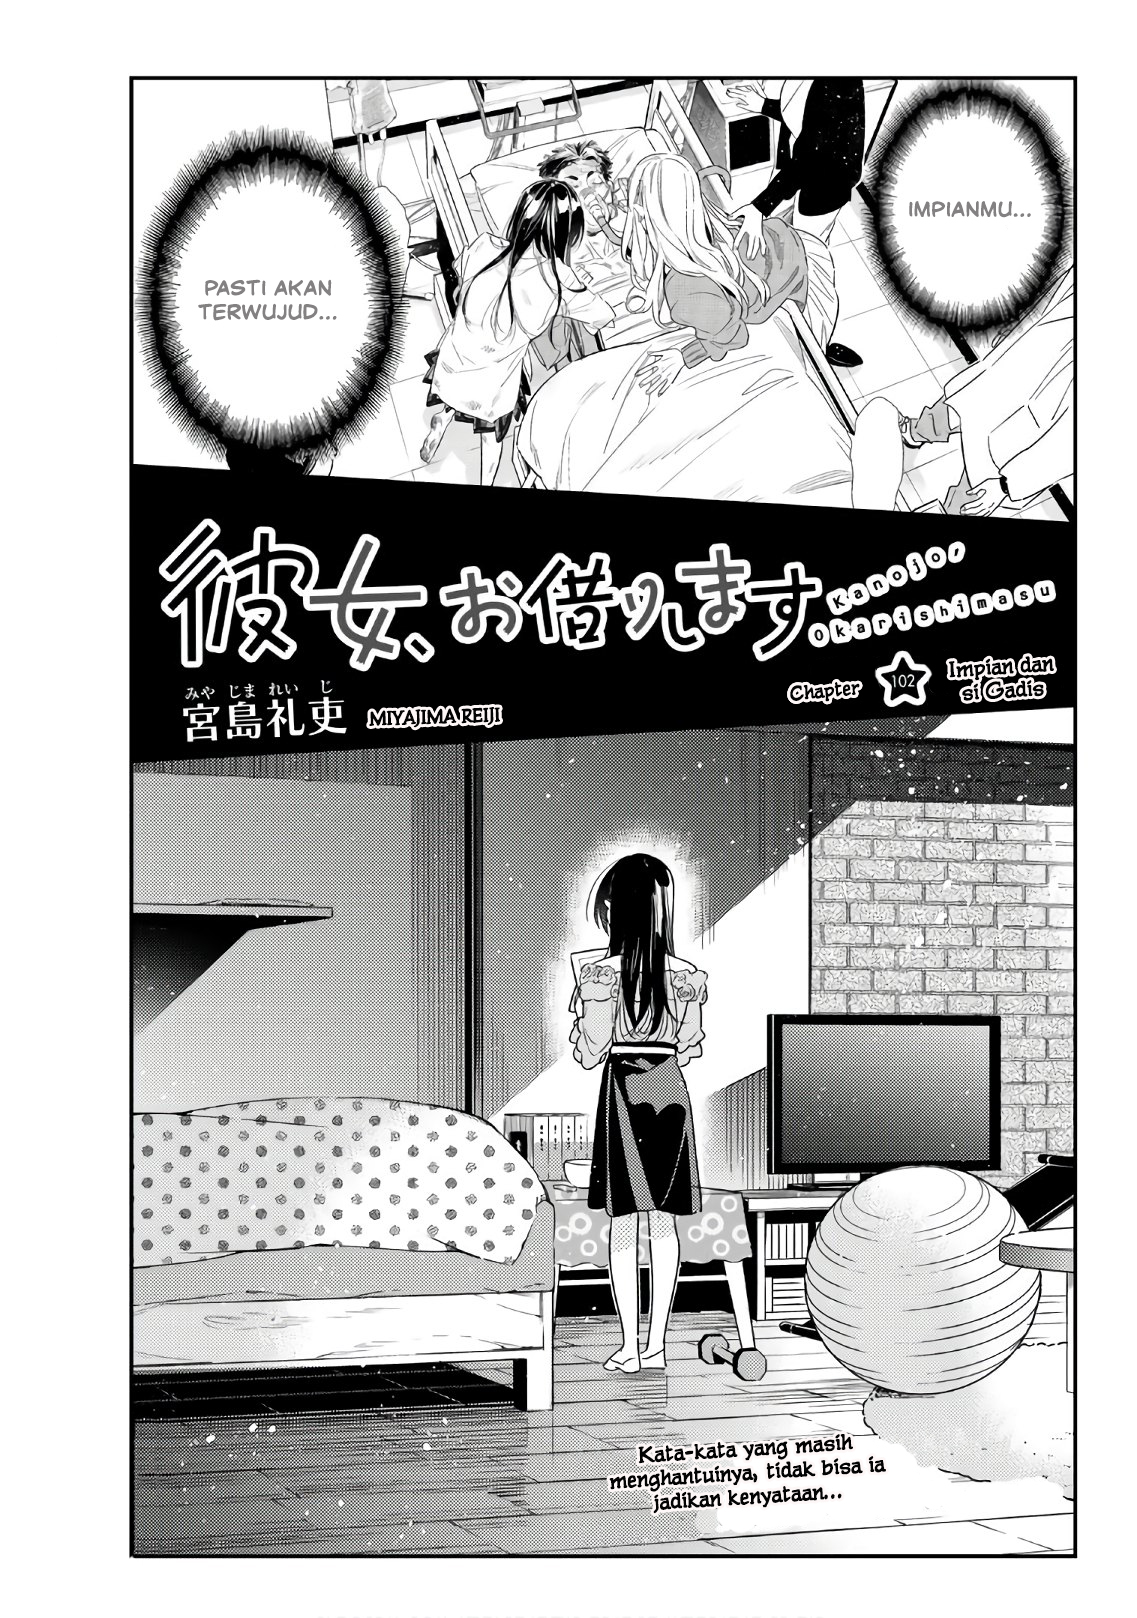 IMPIANMU...
PASTI AKAN
TERWUJUD...
彼女、お借りします
Kanojo,
Okarishimasu
Chapter 102
Impian dan
si Gadis
みや じま れい じ
宮島礼吏 MIYAJIMA REIJI
Kata-kata yang masih
menghantuinya, tidak bisa ia
jadikan kenyataan...